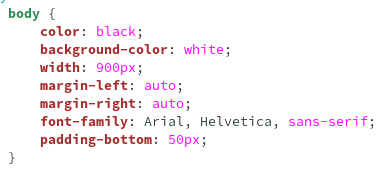 body {
    color: black;
    background-color: white;
    width: 900px;
    margin-left: auto;
    margin-right: auto;
    font-family: Arial, Helvetica, sans-serif;
    padding-bottom: 50px;
}